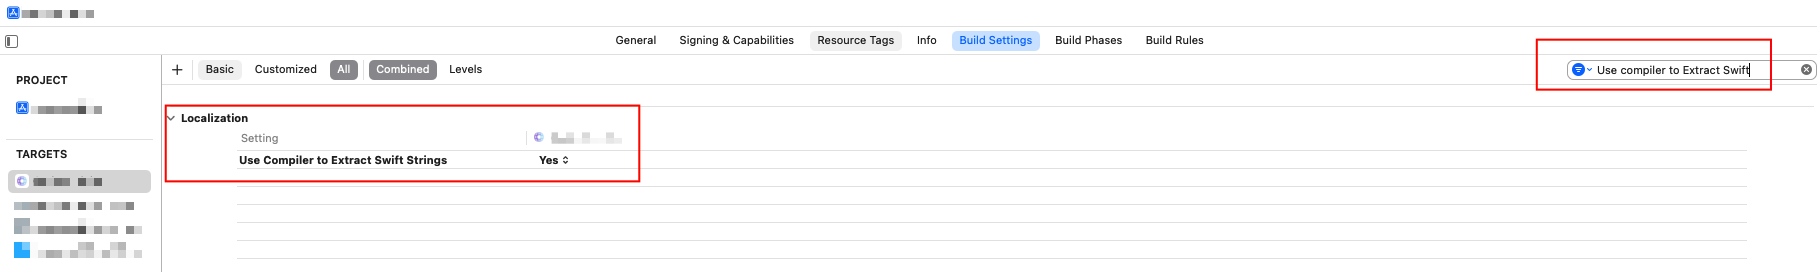 General Signing & Capabilities Resource Tags Info Build Settings Build Phases Build Rules
PROJECT
TARGETS
+ Basic Customized All Combined Levels
Use compiler to Extract Swift
Localization
Setting
Use Compiler to Extract Swift Strings Yes